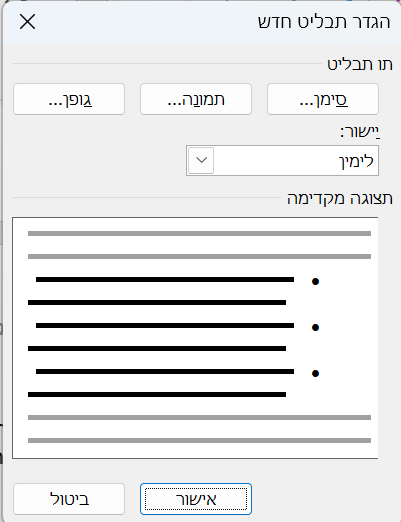 הגדר תבליט חדש
תו תבליט
סימן... תמונה... גופן...
יישור:
לימין
תצוגה מקדימה
אישור ביטול